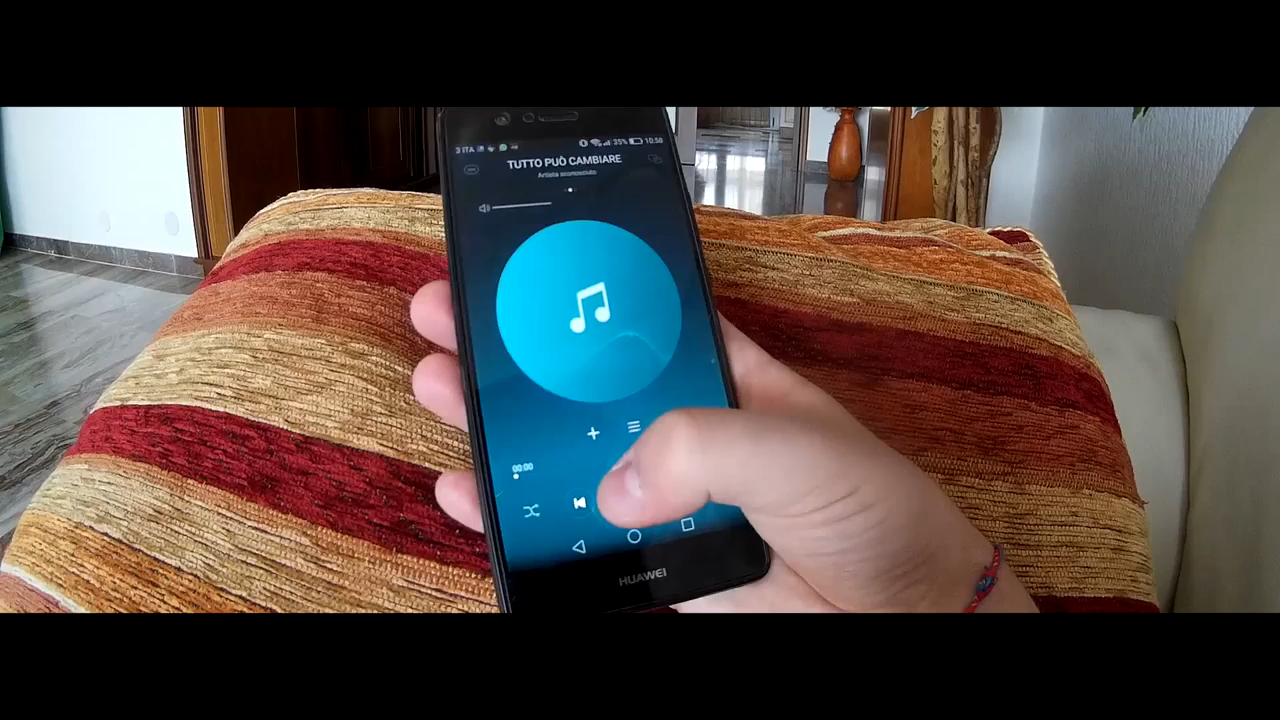 3 ITA 35% 10:58
TUTTO PUÒ CAMBIARE
Artista sconosciuto
00:00
HUAWEI